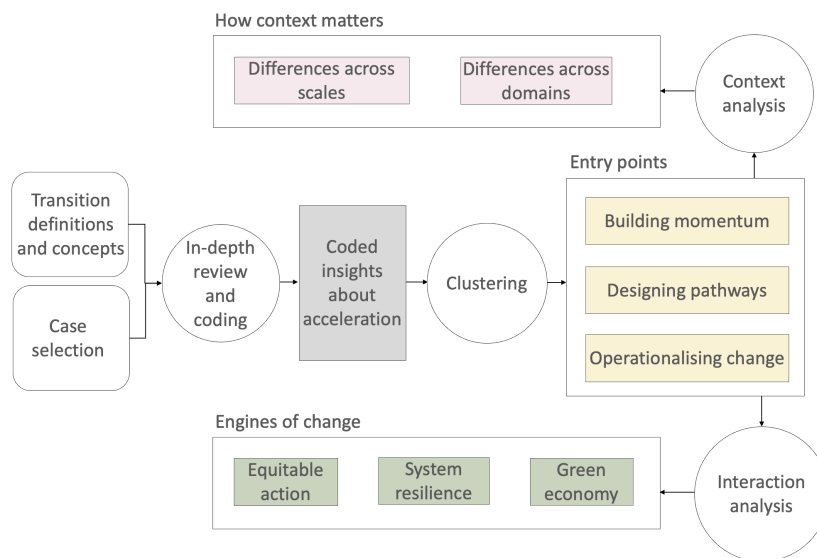 How context matters
Differences across
scales
Differences across
domains
Context
analysis
Entry points
Building momentum
Designing pathways
Operationalising change
Transition
definitions
and concepts
Case
selection
In-depth
review
and
coding
Coded
insights
about
acceleration
Clustering
Engines of change
Equitable
action
System
resilience
Green
economy
Interaction
analysis